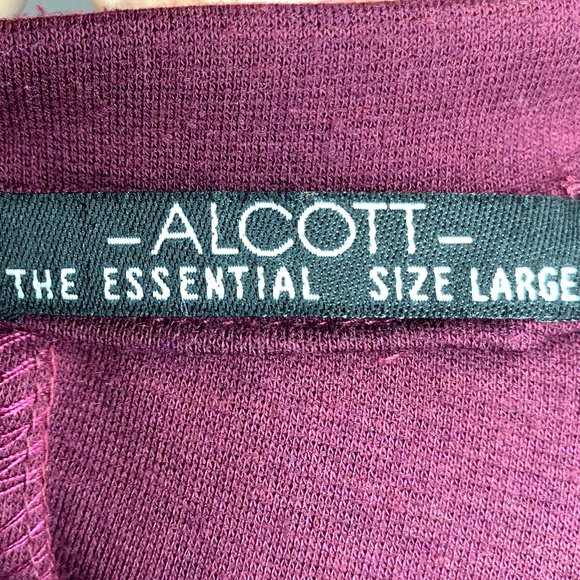 -ALCOTT-
THE ESSENTIAL SIZE LARGE